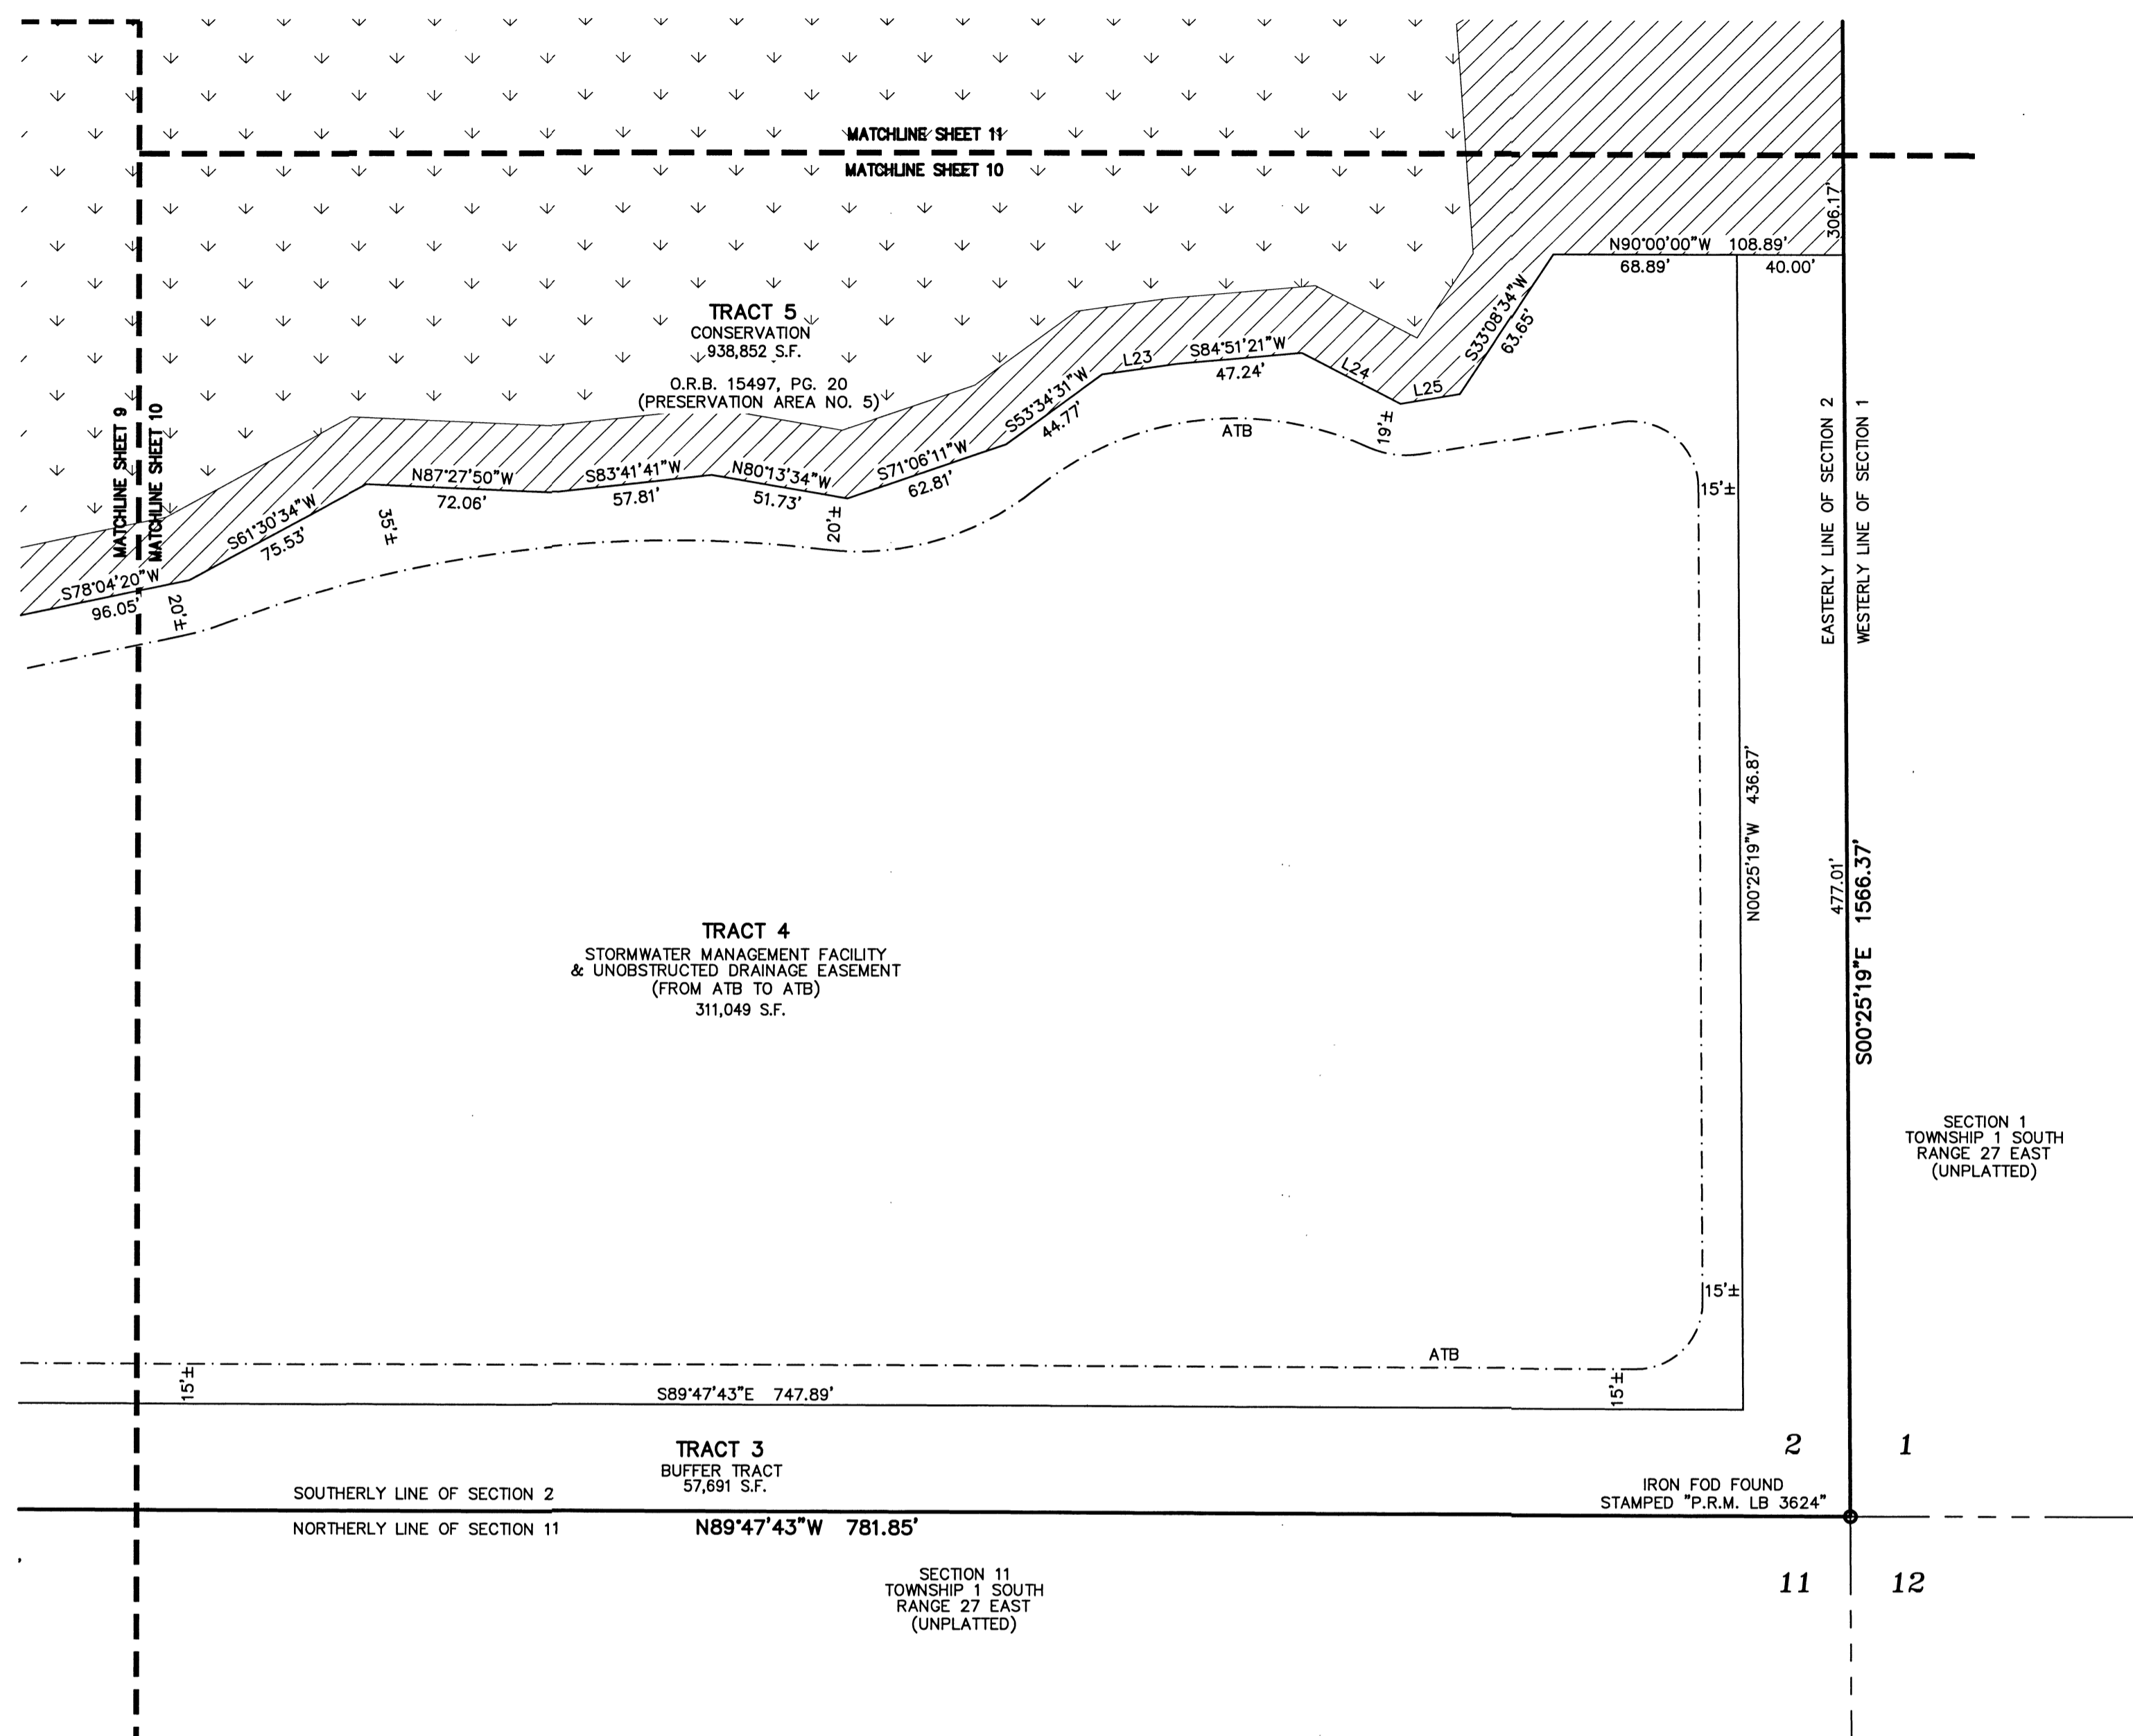 MATCHLINE SHEET 11
MATCHLINE SHEET 10
306.17'
N90°00'00"W 108.89'
68.89'
40.00'
TRACT 5
CONSERVATION
938,852 S.F.
O.R.B. 15497, PG. 20
(PRESERVATION AREA NO. 5)
S33°08'34"W
63.65'
L23
S84°51'21"W
47.24'
L24
L25
19'±
S53°34'31"W
44.77'
ATB
S71°06'11"W
62.81'
N80°13'34"W
51.73'
20'±
S83°41'41"W
57.81'
N87°27'50"W
72.06'
35'±
S61°30'34"W
75.53'
S78°04'20"W
96.05'
20'±
MATCHLINE SHEET 9
MATCHLINE SHEET 10
15'±
EASTERLY LINE OF SECTION 2
WESTERLY LINE OF SECTION 1
N00°25'19"W 436.87'
477.01'
S00°25'19"E 1566.37'
TRACT 4
STORMWATER MANAGEMENT FACILITY
& UNOBSTRUCTED DRAINAGE EASEMENT
(FROM ATB TO ATB)
311,049 S.F.
SECTION 1
TOWNSHIP 1 SOUTH
RANGE 27 EAST
(UNPLATTED)
15'±
ATB
15'±
15'±
S89°47'43"E 747.89'
TRACT 3
BUFFER TRACT
57,691 S.F.
2
1
IRON FOD FOUND
STAMPED "P.R.M. LB 3624"
SOUTHERLY LINE OF SECTION 2
NORTHERLY LINE OF SECTION 11
N89°47'43"W 781.85'
SECTION 11
TOWNSHIP 1 SOUTH
RANGE 27 EAST
(UNPLATTED)
11
12